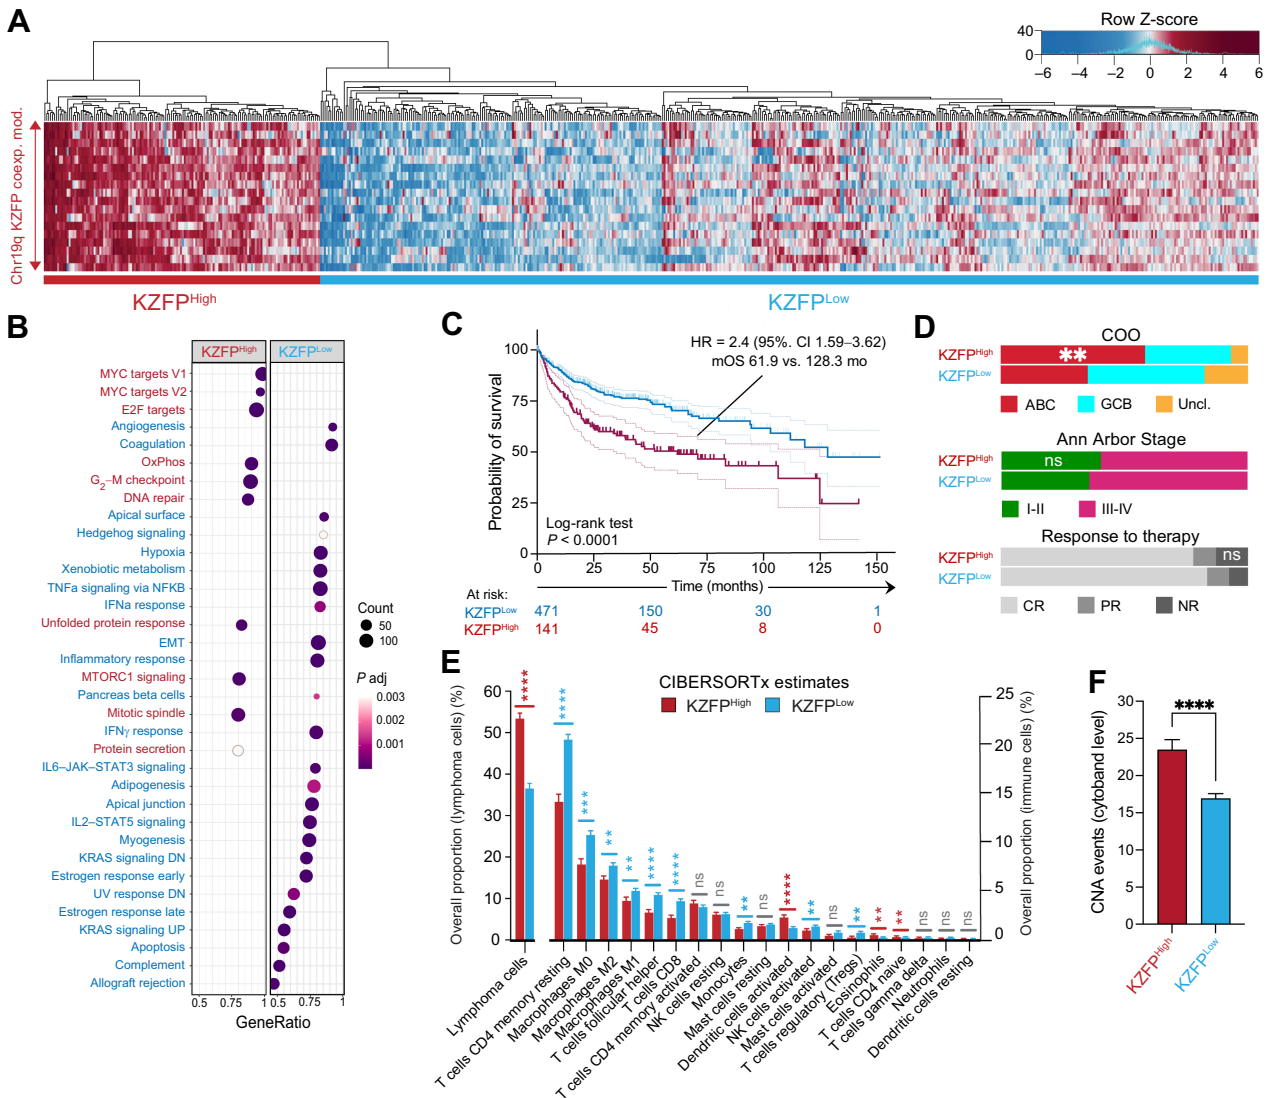 A
Row Z-score
40
0
−6 −4 −2 0 2 4 6
Chr19q KZFP coexp. mod.
KZFPHigh
KZFPLow
B
KZFPHigh KZFPLow
MYC targets V1
MYC targets V2
E2F targets
Angiogenesis
Coagulation
OxPhos
G2−M checkpoint
DNA repair
Apical surface
Hedgehog signaling
Hypoxia
Xenobiotic metabolism
TNFa signaling via NFKB
IFNa response
Unfolded protein response
EMT
Inflammatory response
MTORC1 signaling
Pancreas beta cells
Mitotic spindle
IFNγ response
Protein secretion
IL6−JAK−STAT3 signaling
Adipogenesis
Apical junction
IL2−STAT5 signaling
Myogenesis
KRAS signaling DN
Estrogen response early
UV response DN
Estrogen response late
KRAS signaling UP
Apoptosis
Complement
Allograft rejection
0.5 0.75 1 0.5 0.75 1
GeneRatio
Count
50
100
P adj
0.003
0.002
0.001
C
Probability of survival
100
75
50
25
0
HR = 2.4 (95%. CI 1.59–3.62)
mOS 61.9 vs. 128.3 mo
Log-rank test
P < 0.0001
0 25 50 75 100 125 150
Time (months)
At risk:
KZFPLow 471 150 30 1
KZFPHigh 141 45 8 0
D
COO
KZFPHigh **
KZFPLow
ABC GCB Uncl.
Ann Arbor Stage
KZFPHigh ns
KZFPLow
I-II III-IV
Response to therapy
KZFPHigh ns
KZFPLow
CR PR NR
E
CIBERSORTx estimates
KZFPHigh KZFPLow
Overall proportion (lymphoma cells) (%)
60
50
40
30
20
10
0
Overall proportion (immune cells) (%)
25
20
15
10
5
0
**** **** *** ** ** **** **** ns ns ** ns **** ** ns ** ** ** ns ns ns
Lymphoma cells
T cells CD4 memory resting
Macrophages M0
Macrophages M2
Macrophages M1
T cells follicular helper
T cells CD8
T cells CD4 memory activated
NK cells resting
Monocytes
Mast cells resting
Dendritic cells activated
NK cells activated
Mast cells activated
T cells regulatory (Tregs)
Eosinophils
T cells CD4 naive
T cells gamma delta
Neutrophils
Dendritic cells resting
F
CNA events (cytoband level)
30
25
20
15
10
5
0
****
KZFPHigh
KZFPLow